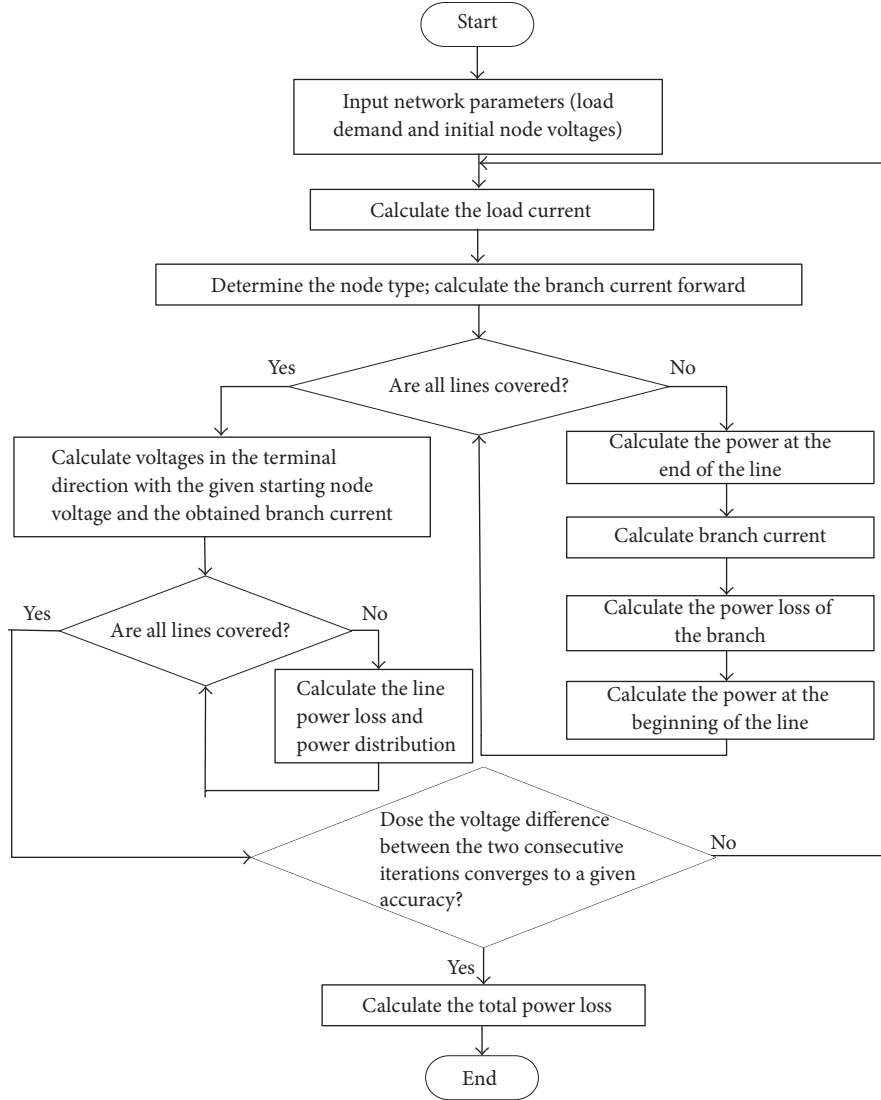 Start
Input network parameters (load
demand and initial node voltages)
Calculate the load current
Determine the node type; calculate the branch current forward
Yes
Are all lines covered?
No
Calculate voltages in the terminal
direction with the given starting node
voltage and the obtained branch current
Calculate the power at the
end of the line
Calculate branch current
Calculate the power loss of
the branch
Calculate the power at the
beginning of the line
Yes
Are all lines covered?
No
Calculate the line
power loss and
power distribution
Dose the voltage difference
between the two consecutive
iterations converges to a given
accuracy?
No
Yes
Calculate the total power loss
End